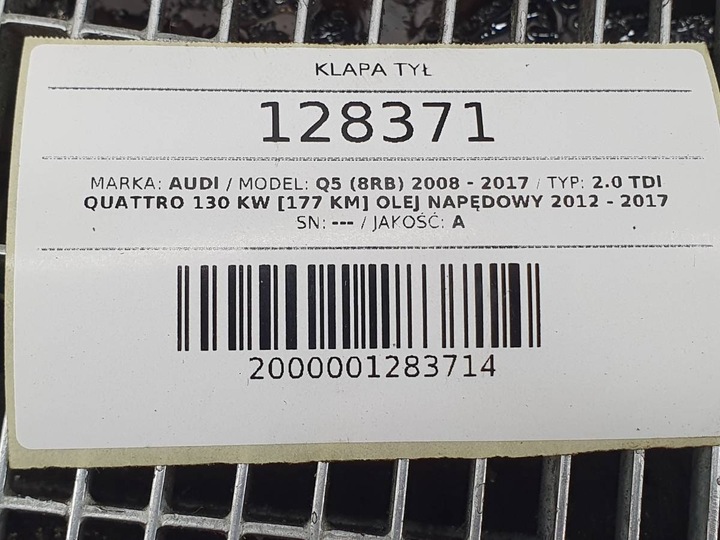 KLAPA TYŁ
128371
MARKA: AUDI / MODEL: Q5 (8RB) 2008 - 2017 / TYP: 2.0 TDI
QUATTRO 130 KW [177 KM] OLEJ NAPĘDOWY 2012 - 2017
SN: --- / JAKOŚĆ: A
2000001283714